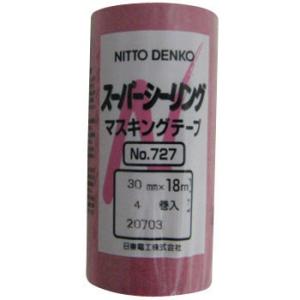 NITTO DENKO
スーパーシーリング
マスキングテープ
No.727
30 mm×18m
4 巻入
20703
日東電工株式会社